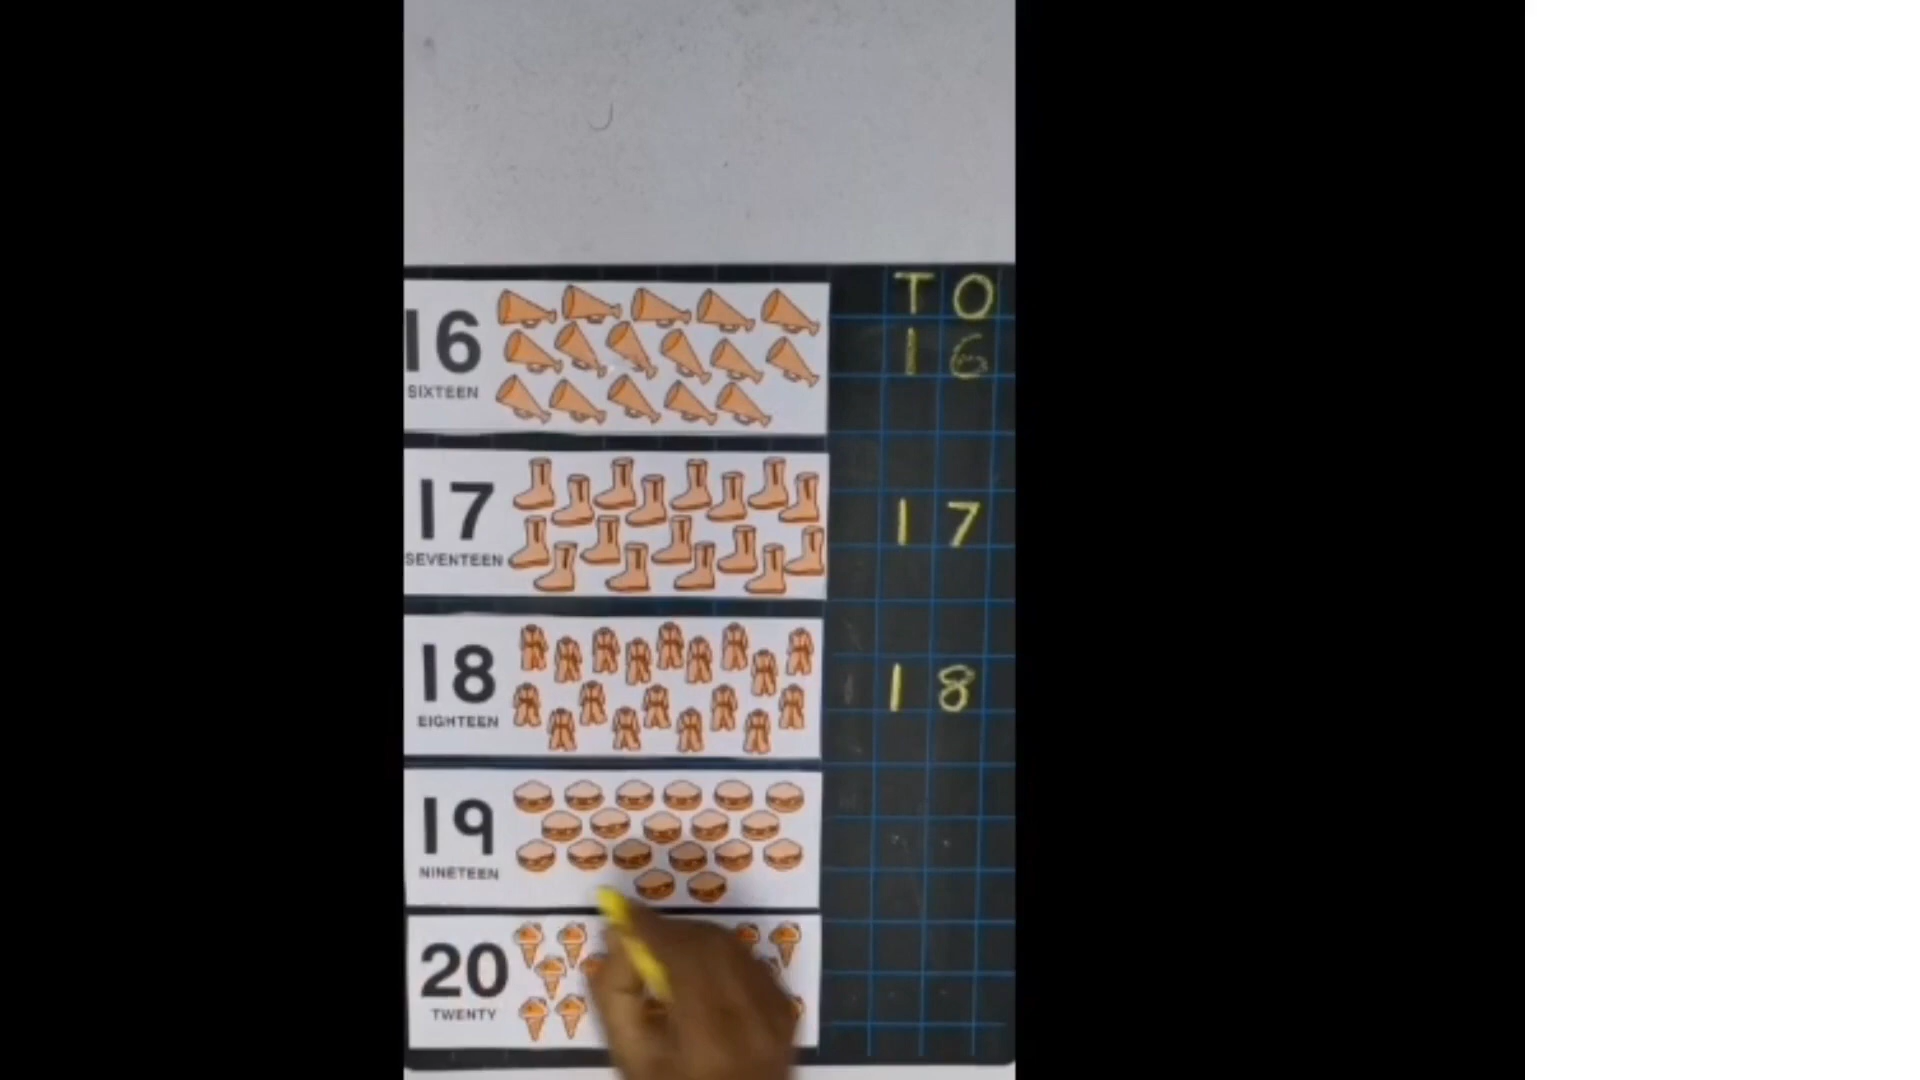 T O
16
SIXTEEN
1 6
17
SEVENTEEN
1 7
18
EIGHTEEN
1 8
19
NINETEEN
20
TWENTY